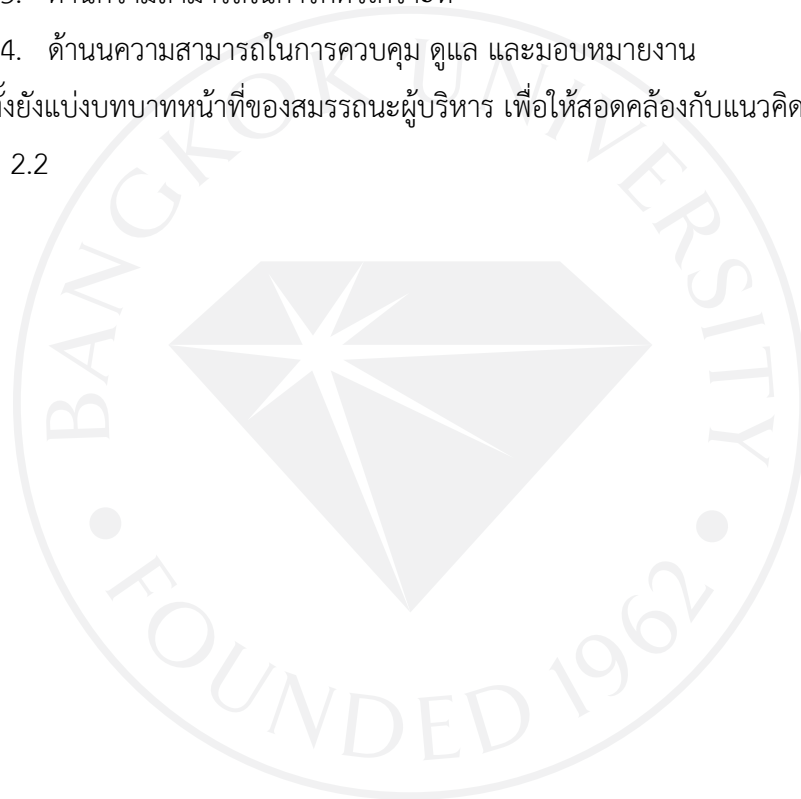 4. ด้านนความสามารถในการควบคุม ดูแล และมอบหมายงาน
ั้งยังแบ่งบทบาทหน้าที่ของสมรรถนะผู้บริหาร เพื่อให้สอดคล้องกับแนวคิด
2.2
BANGKOK UNIVERSITY
FOUNDED 1962